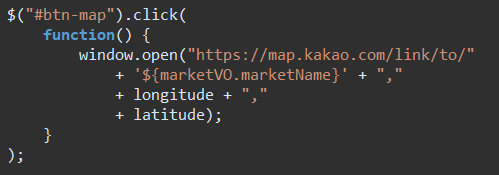 $("#btn-map").click(
    function() {
        window.open("https://map.kakao.com/link/to/"
            + '${marketVO.marketName}' + ","
            + longitude + ","
            + latitude);
    }
);